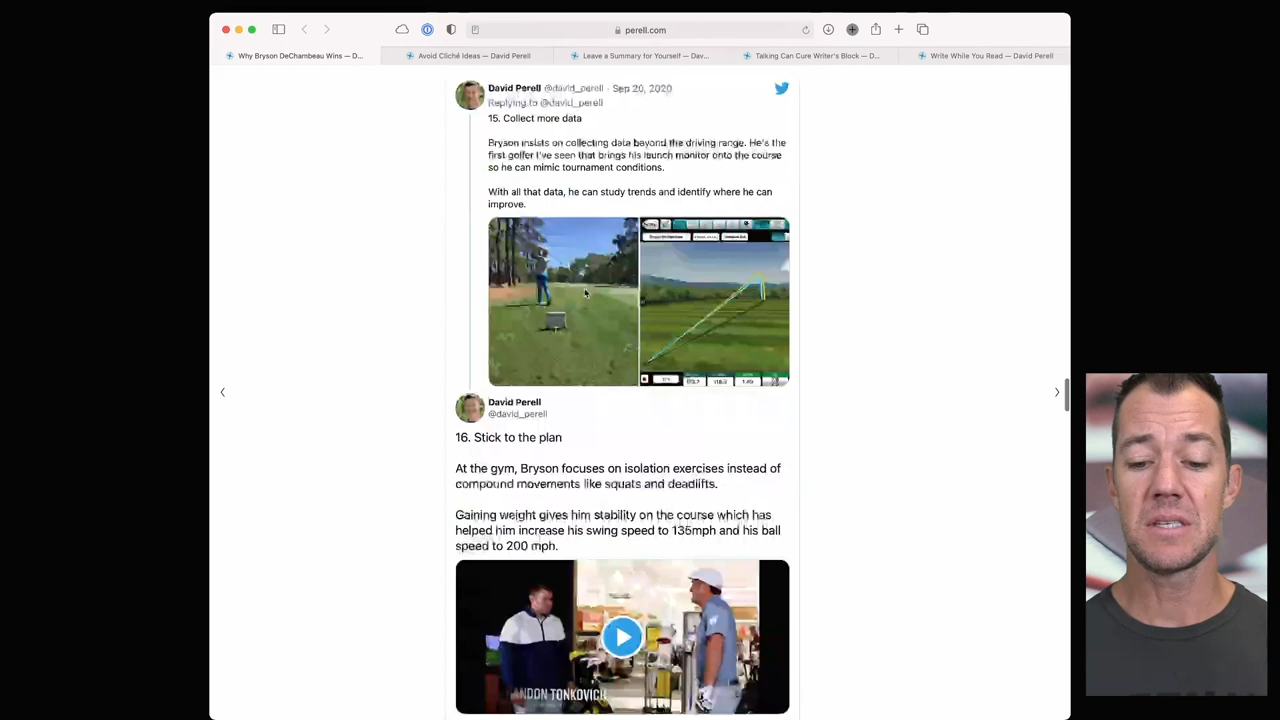 perell.com
Why Bryson DeChambeau Wins — D...
Avoid Cliché Ideas — David Perell
Leave a Summary for Yourself — Dav...
Talking Can Cure Writer's Block — D...
Write While You Read — David Perell
David Perell @david_perell · Sep 20, 2020
Replying to @david_perell
15. Collect more data
Bryson insists on collecting data beyond the driving range. He's the
first golfer I've seen that brings his launch monitor onto the course
so he can mimic tournament conditions.
With all that data, he can study trends and identify where he can
improve.
David Perell
@david_perell
16. Stick to the plan
At the gym, Bryson focuses on isolation exercises instead of
compound movements like squats and deadlifts.
Gaining weight gives him stability on the course which has
helped him increase his swing speed to 135mph and his ball
speed to 200 mph.
ANDON TONKOVICH